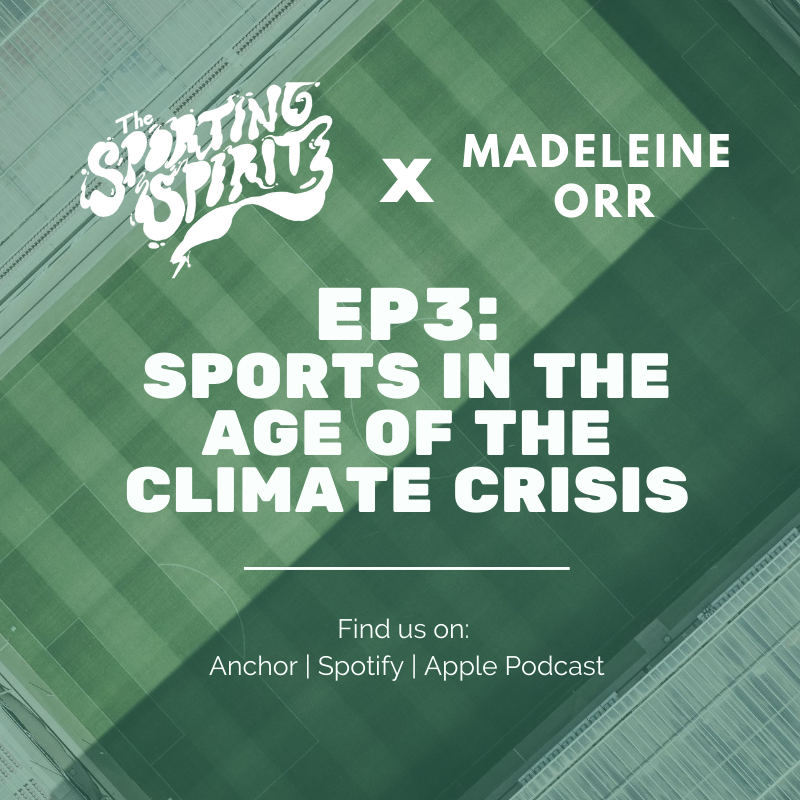 The
SPORTING
SPIRIT
x
MADELEINE
ORR
EP3:
SPORTS IN THE
AGE OF THE
CLIMATE CRISIS
Find us on:
Anchor | Spotify | Apple Podcast